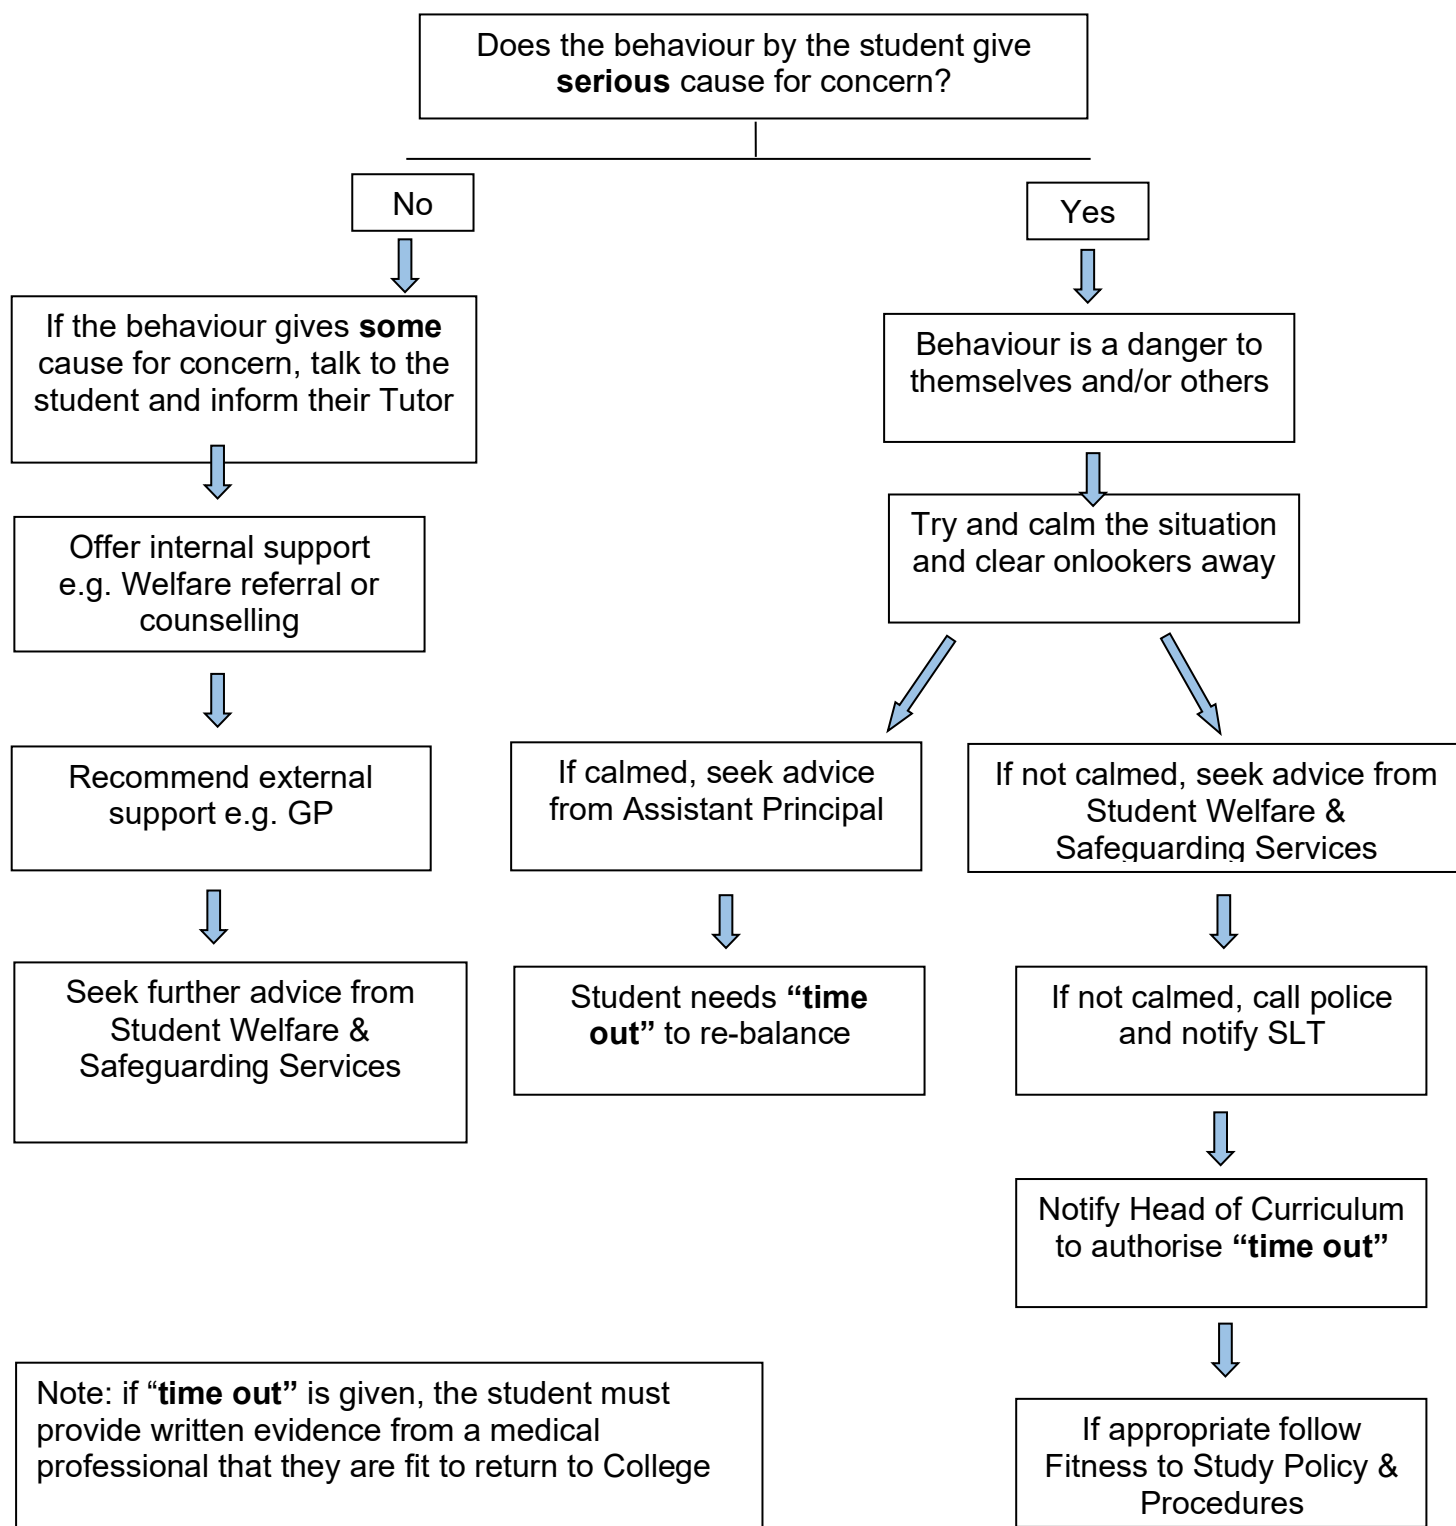 Does the behaviour by the student give
serious cause for concern?
No
Yes
If the behaviour gives some
cause for concern, talk to the
student and inform their Tutor
Behaviour is a danger to
themselves and/or others
Offer internal support
e.g. Welfare referral or
counselling
Try and calm the situation
and clear onlookers away
Recommend external
support e.g. GP
If calmed, seek advice
from Assistant Principal
If not calmed, seek advice from
Student Welfare &
Safeguarding Services
Seek further advice from
Student Welfare &
Safeguarding Services
Student needs “time
out” to re-balance
If not calmed, call police
and notify SLT
Notify Head of Curriculum
to authorise “time out”
Note: if “time out” is given, the student must
provide written evidence from a medical
professional that they are fit to return to College
If appropriate follow
Fitness to Study Policy &
Procedures